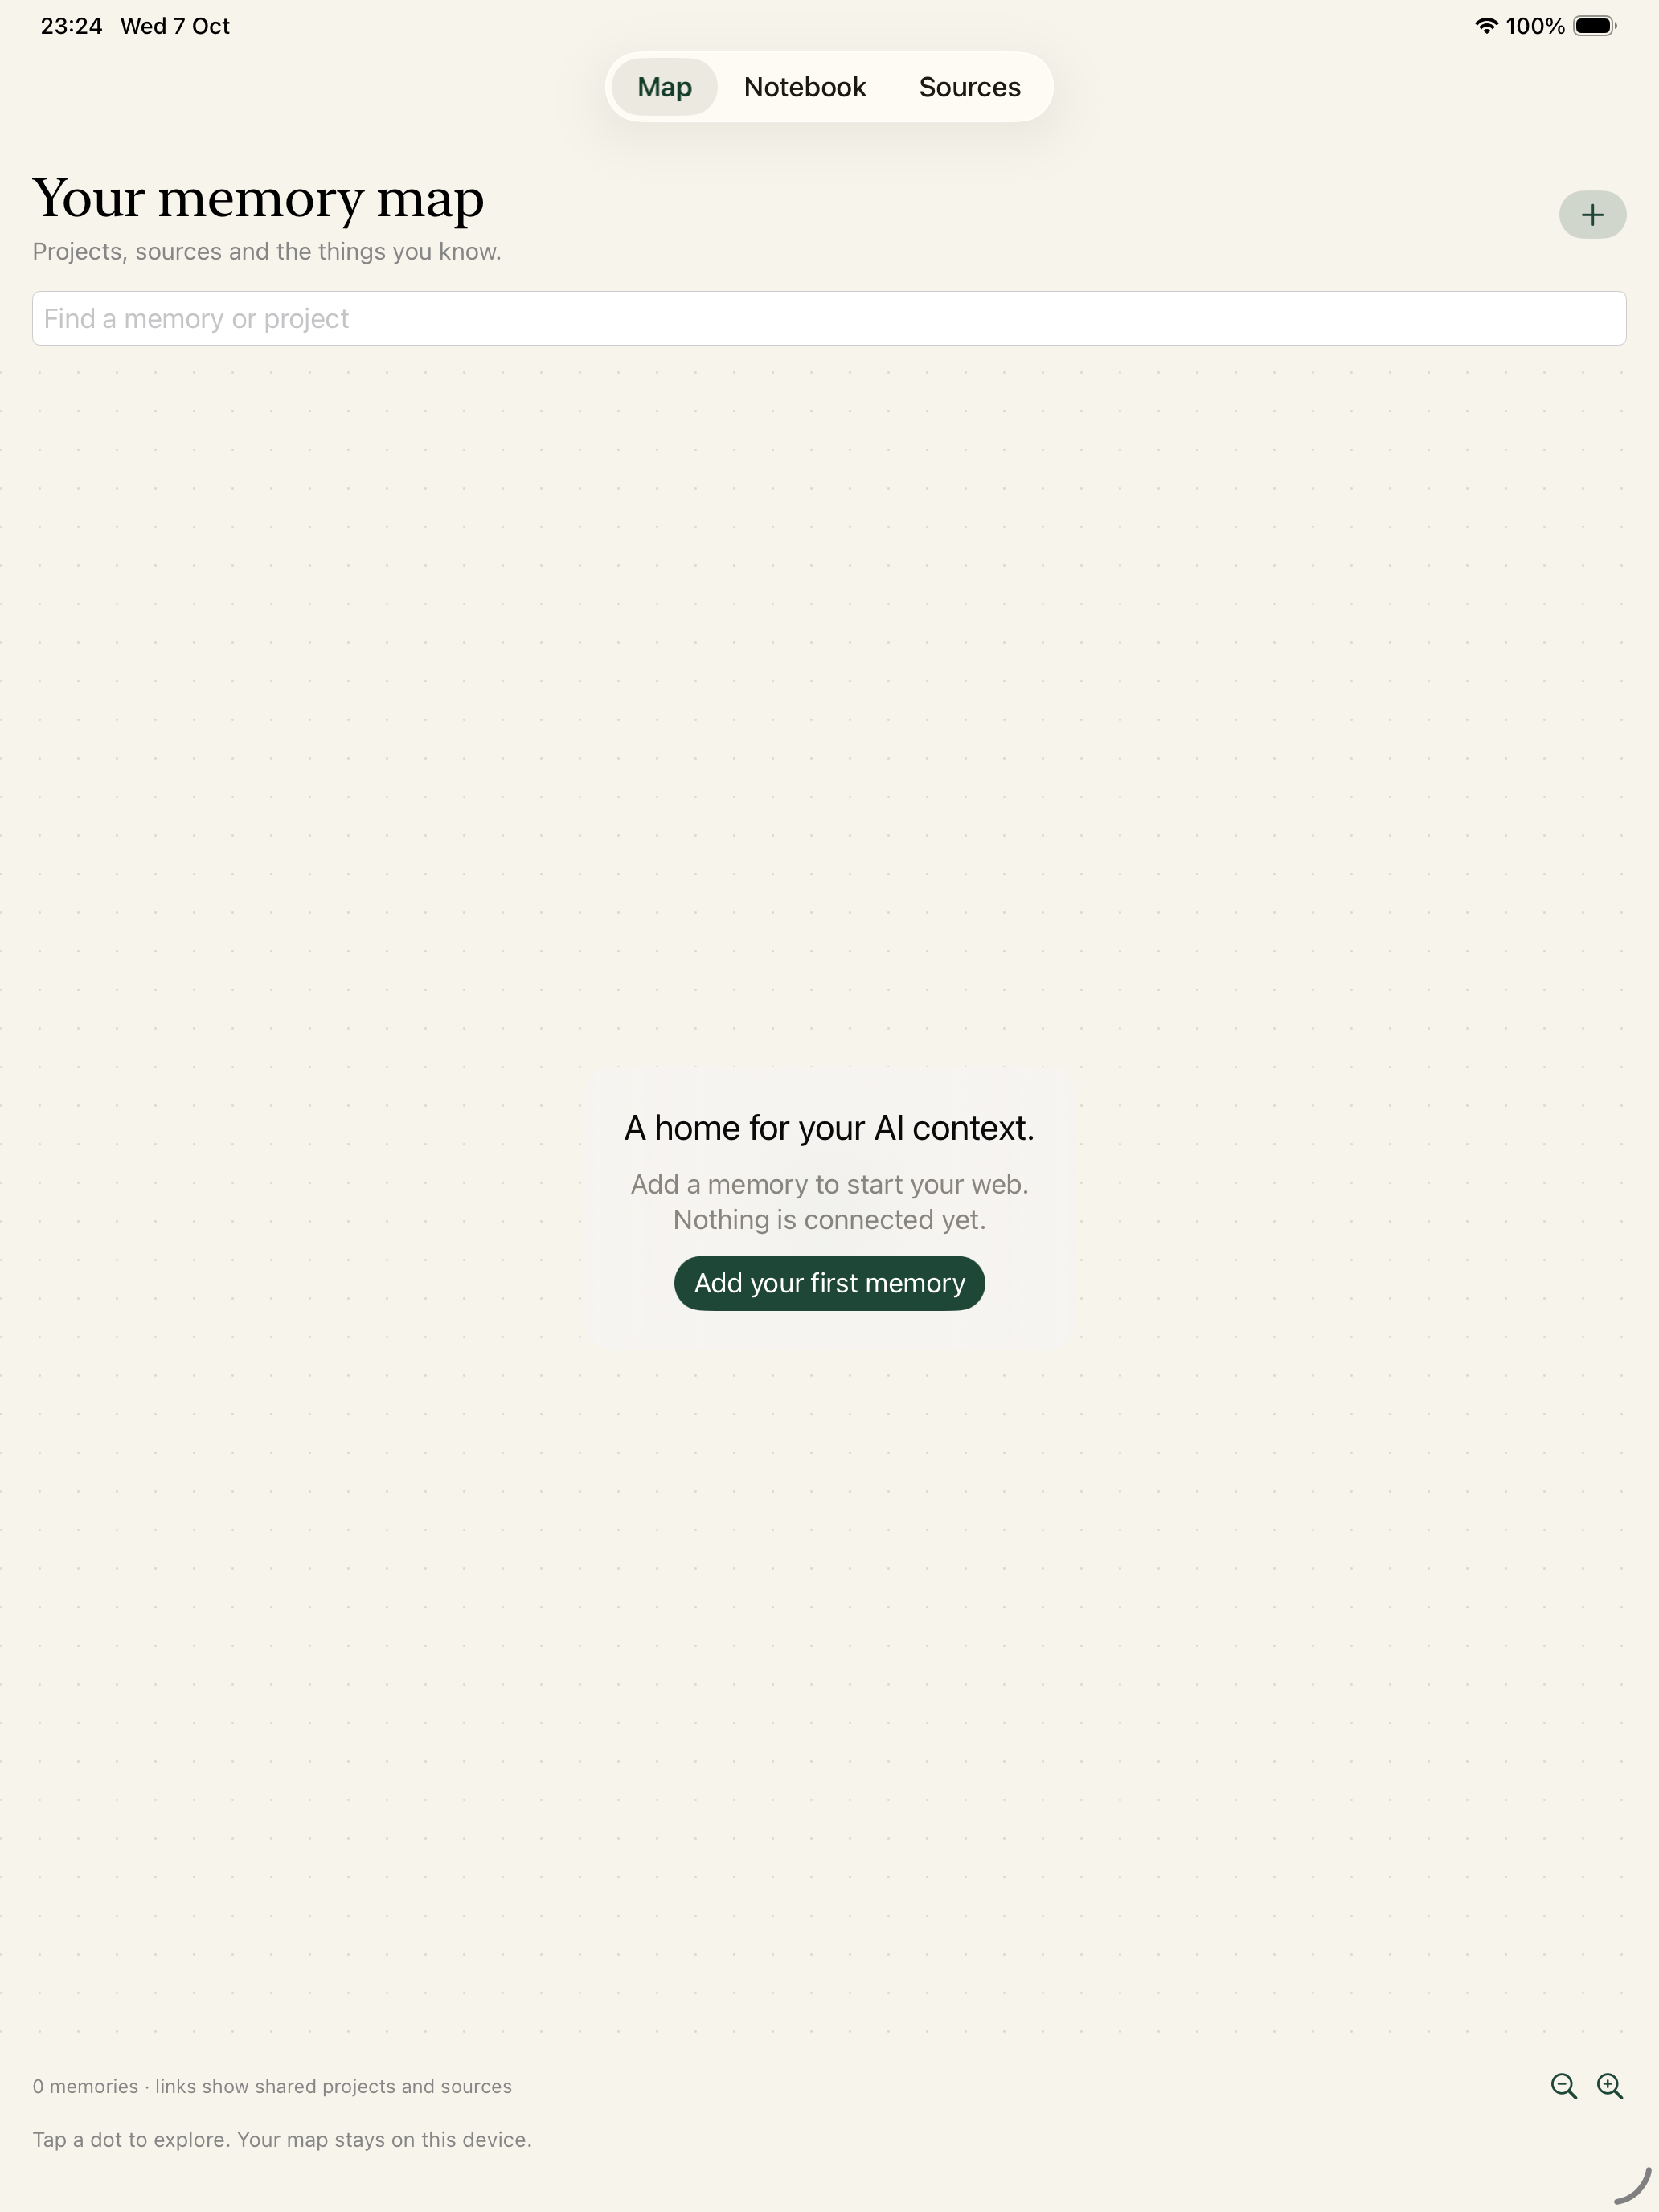 23:24 Wed 7 Oct 100%
Map Notebook Sources
Your memory map
Projects, sources and the things you know.
Find a memory or project
A home for your AI context.
Add a memory to start your web.
Nothing is connected yet.
Add your first memory
0 memories · links show shared projects and sources
Tap a dot to explore. Your map stays on this device.